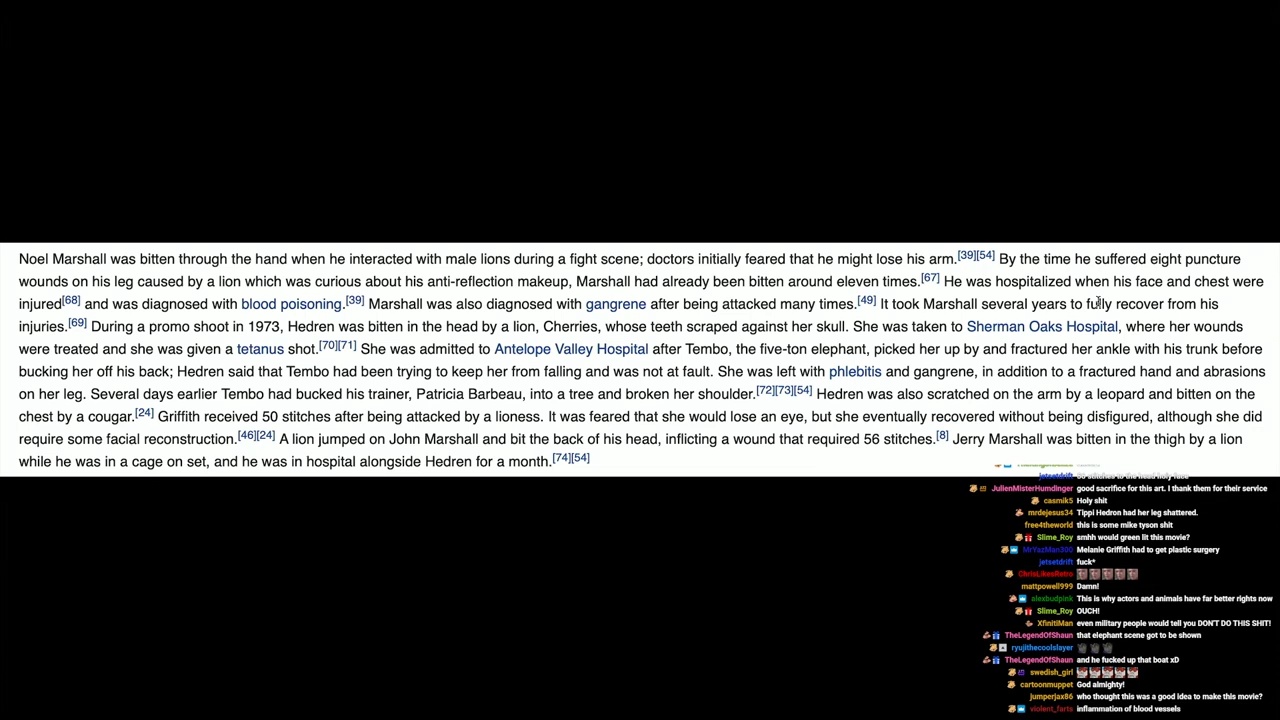 Noel Marshall was bitten through the hand when he interacted with male lions during a fight scene; doctors initially feared that he might lose his arm.[39][54] By the time he suffered eight puncture
wounds on his leg caused by a lion which was curious about his anti-reflection makeup, Marshall had already been bitten around eleven times.[67] He was hospitalized when his face and chest were
injured[68] and was diagnosed with blood poisoning.[39] Marshall was also diagnosed with gangrene after being attacked many times.[49] It took Marshall several years to fully recover from his
injuries.[69] During a promo shoot in 1973, Hedren was bitten in the head by a lion, Cherries, whose teeth scraped against her skull. She was taken to Sherman Oaks Hospital, where her wounds
were treated and she was given a tetanus shot.[70][71] She was admitted to Antelope Valley Hospital after Tembo, the five-ton elephant, picked her up by and fractured her ankle with his trunk before
bucking her off his back; Hedren said that Tembo had been trying to keep her from falling and was not at fault. She was left with phlebitis and gangrene, in addition to a fractured hand and abrasions
on her leg. Several days earlier Tembo had bucked his trainer, Patricia Barbeau, into a tree and broken her shoulder.[72][73][54] Hedren was also scratched on the arm by a leopard and bitten on the
chest by a cougar.[24] Griffith received 50 stitches after being attacked by a lioness. It was feared that she would lose an eye, but she eventually recovered without being disfigured, although she did
require some facial reconstruction.[46][24] A lion jumped on John Marshall and bit the back of his head, inflicting a wound that required 56 stitches.[8] Jerry Marshall was bitten in the thigh by a lion
while he was in a cage on set, and he was in hospital alongside Hedren for a month.[74][54]
jetsetdrift 56 stitches to the head holy
JulienMisterHumdinger good sacrifice for this art. I thank them for their service
casmik5 Holy shit
mrdejesus34 Tippi Hedron had her leg shattered.
free4theworld this is some mike tyson shit
Slime_Roy smhh would green lit this movie?
MrYazMan300 Melanie Griffith had to get plastic surgery
jetsetdrift fuck*
ChrisLikesRetro
mattpowell999 Damn!
alexbudpink This is why actors and animals have far better rights now
Slime_Roy OUCH!
XfinitiMan even military people would tell you DON'T DO THIS SHIT!
TheLegendOfShaun that elephant scene got to be shown
ryujithecoolslayer
TheLegendOfShaun and he fucked up that boat xD
swedish_girl
cartoonmuppet God almighty!
jumperjax86 who thought this was a good idea to make this movie?
violent_farts inflammation of blood vessels